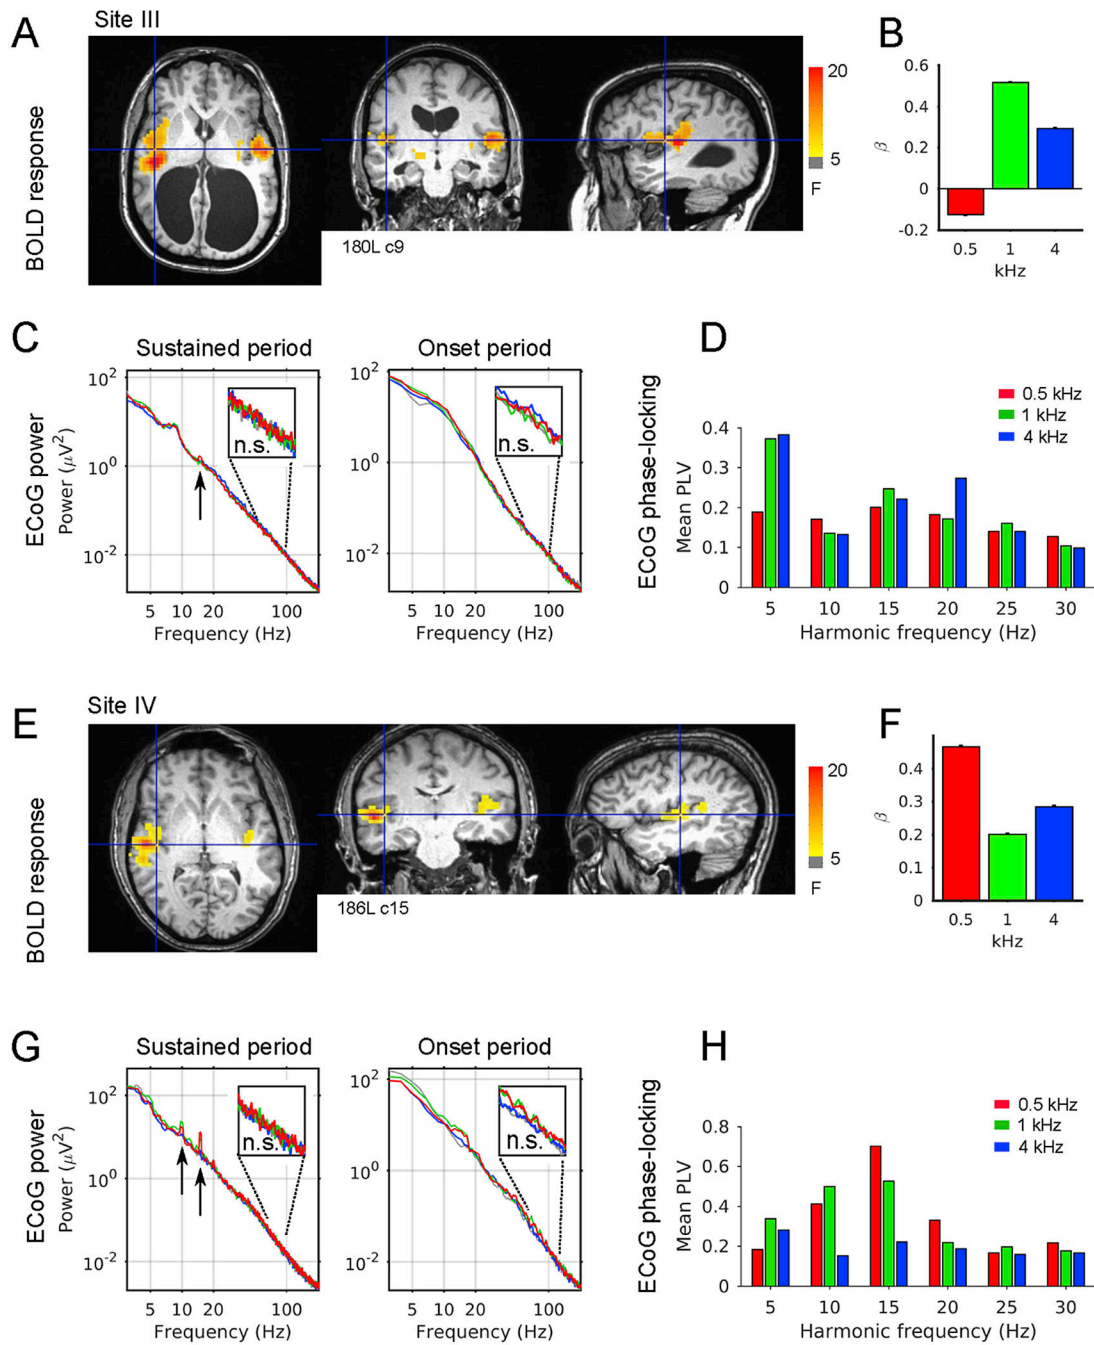 A
Site III
BOLD response
180L c9
20
5
F
B
0.6
0.4
0.2
0
-0.2
β
0.5 1 4
kHz
C
ECoG power
Sustained period
Power (μV²)
10²
10⁰
10⁻²
n.s.
5 10 20 100
Frequency (Hz)
Onset period
10²
10⁰
10⁻²
n.s.
5 10 20 100
Frequency (Hz)
D
ECoG phase-locking
0.5 kHz
1 kHz
4 kHz
Mean PLV
0.4
0.3
0.2
0.1
0
5 10 15 20 25 30
Harmonic frequency (Hz)
E
Site IV
BOLD response
186L c15
20
5
F
F
0.4
0.3
0.2
0.1
0
β
0.5 1 4
kHz
G
ECoG power
Sustained period
Power (μV²)
10²
10⁰
10⁻²
n.s.
5 10 20 100
Frequency (Hz)
Onset period
10²
10⁰
10⁻²
n.s.
5 10 20 100
Frequency (Hz)
H
ECoG phase-locking
0.5 kHz
1 kHz
4 kHz
Mean PLV
0.8
0.6
0.4
0.2
0
5 10 15 20 25 30
Harmonic frequency (Hz)